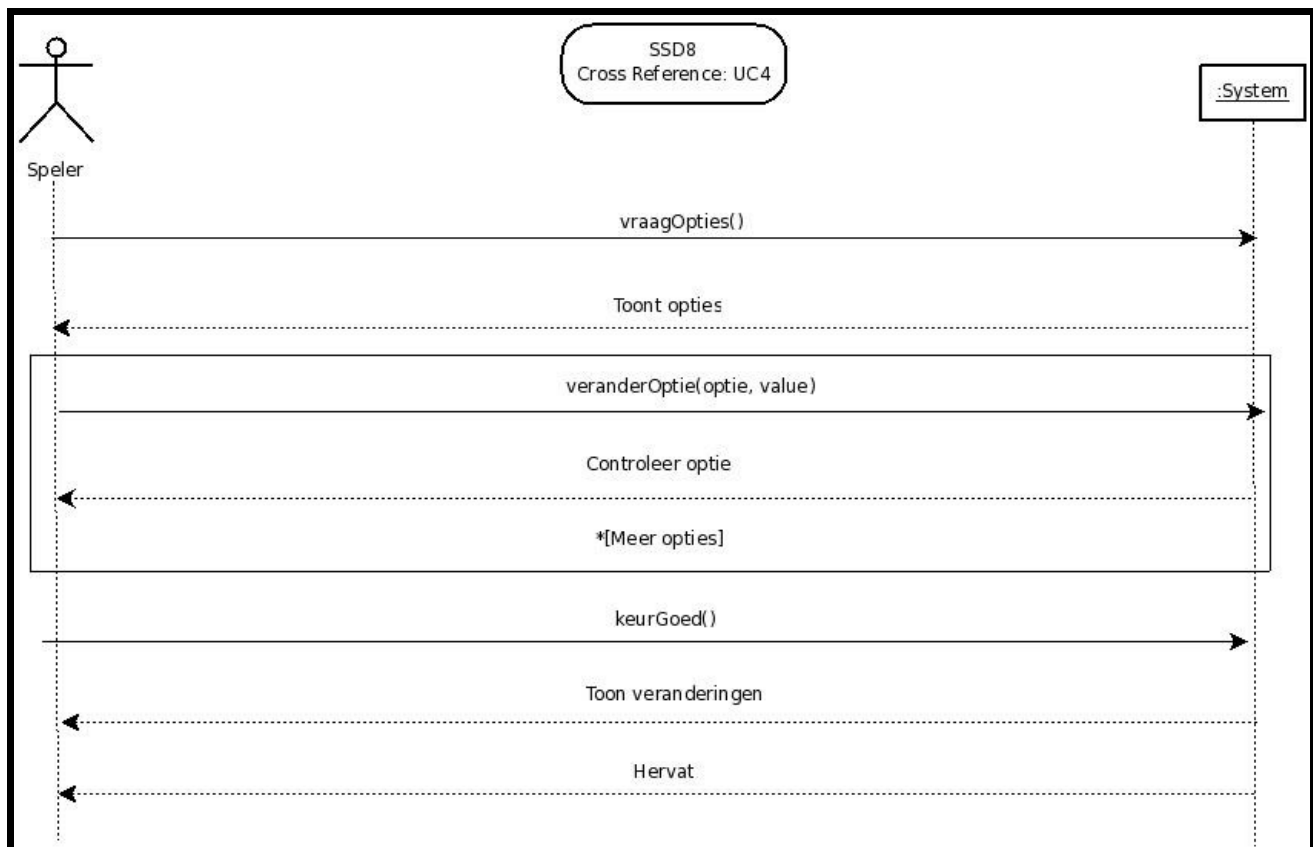 SSD8
Cross Reference: UC4
:System
Speler
vraagOpties()
Toont opties
veranderOptie(optie, value)
Controleer optie
*[Meer opties]
keurGoed()
Toon veranderingen
Hervat